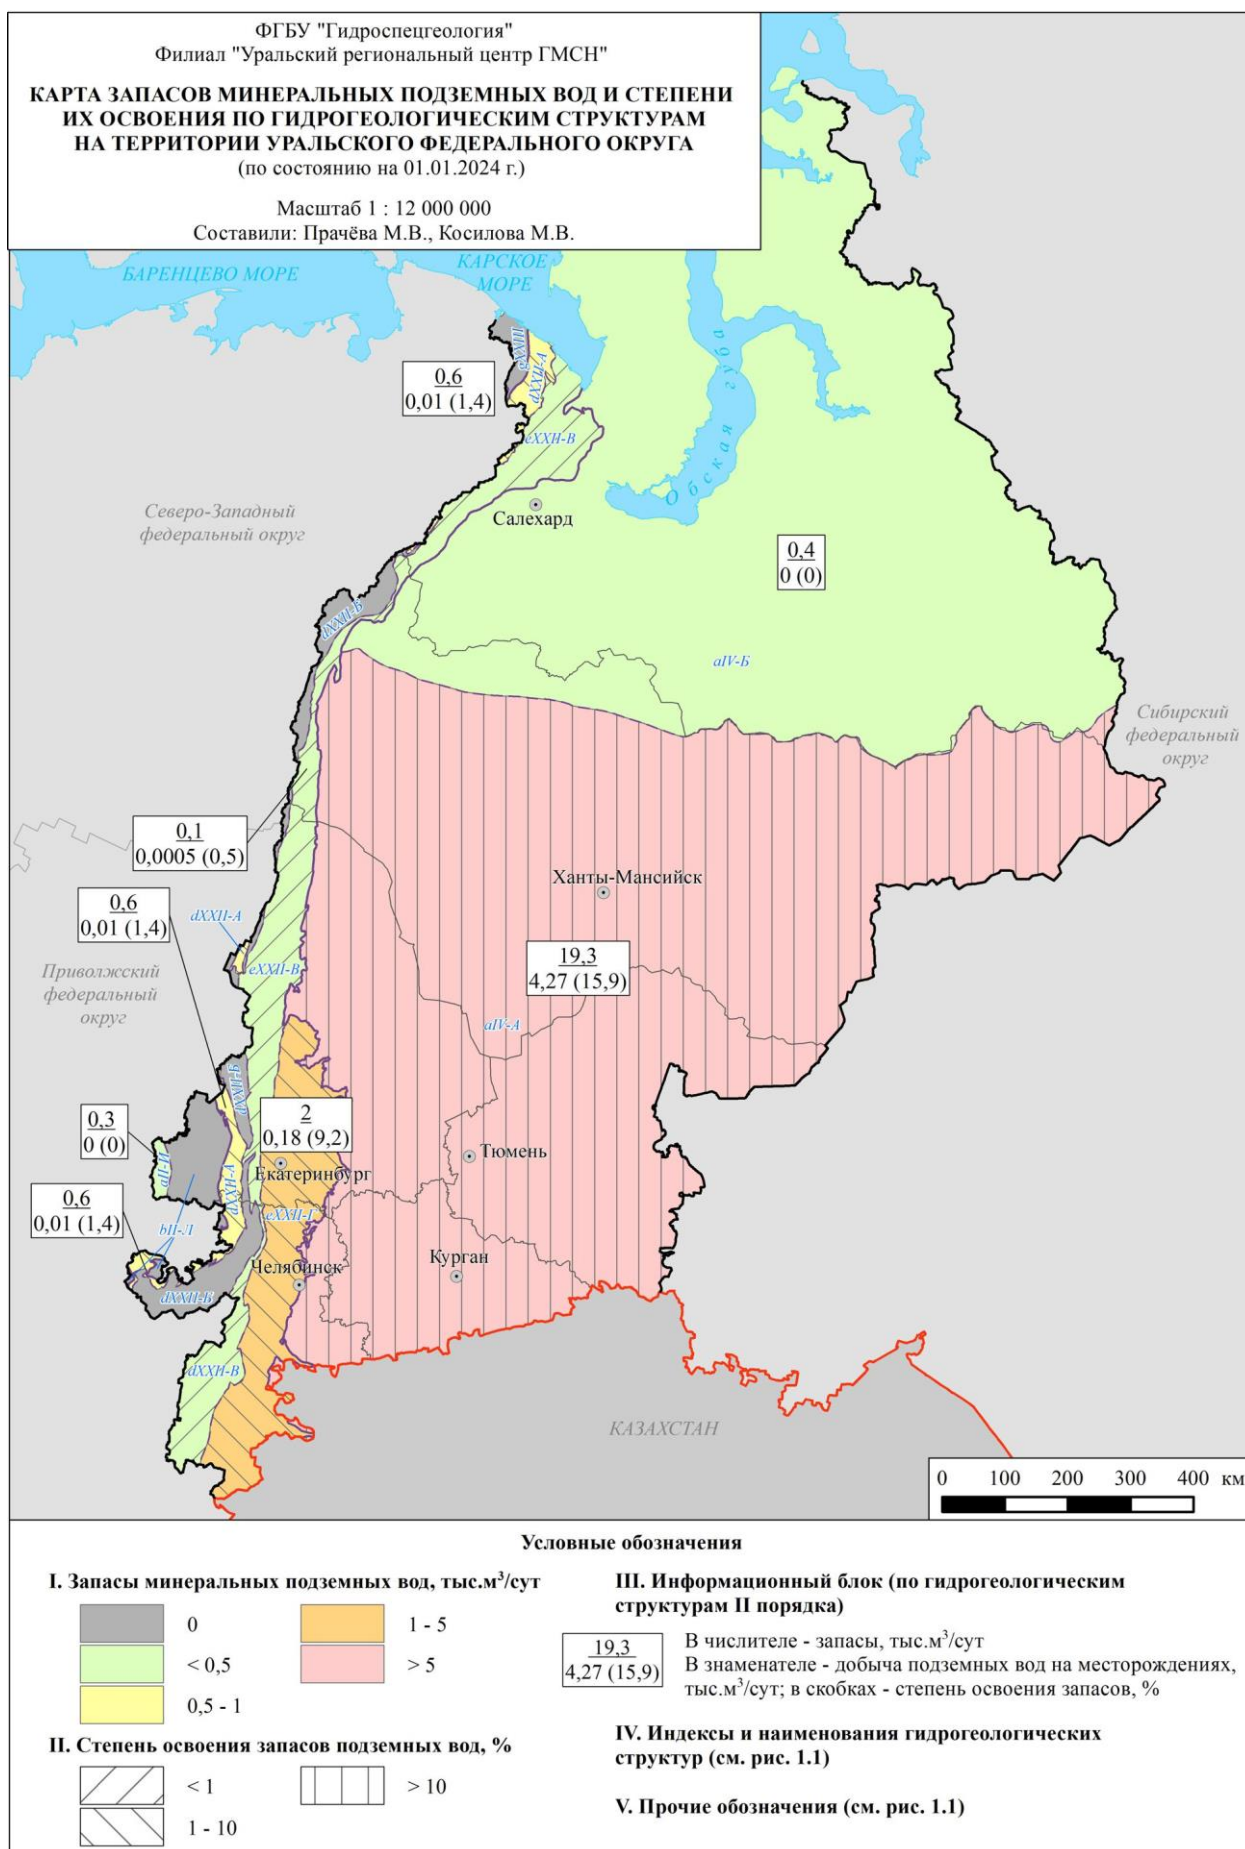 ФГБУ "Гидроспецгеология"
Филиал "Уральский региональный центр ГМСН"
КАРТА ЗАПАСОВ МИНЕРАЛЬНЫХ ПОДЗЕМНЫХ ВОД И СТЕПЕНИ
ИХ ОСВОЕНИЯ ПО ГИДРОГЕОЛОГИЧЕСКИМ СТРУКТУРАМ
НА ТЕРРИТОРИИ УРАЛЬСКОГО ФЕДЕРАЛЬНОГО ОКРУГА
(по состоянию на 01.01.2024 г.)
Масштаб 1 : 12 000 000
Составили: Прачёва М.В., Косилова М.В.
БАРЕНЦЕВО МОРЕ
КАРСКОЕ
МОРЕ
gXXIII
dXXII-А
0,6
0,01 (1,4)
Обская губа
eXXII-В
Северо-Западный
федеральный округ
Салехард
0,4
0 (0)
dXXII-Б
aIV-Б
Сибирский
федеральный
округ
0,1
0,0005 (0,5)
Ханты-Мансийск
0,6
0,01 (1,4)
dXXII-А
19,3
4,27 (15,9)
Приволжский
федеральный
округ
eXXII-В
aIV-А
dXXII-Б
0,3
0 (0)
2
0,18 (9,2)
Тюмень
Екатеринбург
aII-И
dXXII-А
0,6
0,01 (1,4)
bII-Л
eXXII-Г
Челябинск
Курган
dXXII-Б
dXXII-В
КАЗАХСТАН
0 100 200 300 400 км
Условные обозначения
I. Запасы минеральных подземных вод, тыс.м³/сут
0
< 0,5
0,5 - 1
1 - 5
> 5
II. Степень освоения запасов подземных вод, %
< 1
1 - 10
> 10
III. Информационный блок (по гидрогеологическим
структурам II порядка)
19,3
4,27 (15,9)
В числителе - запасы, тыс.м³/сут
В знаменателе - добыча подземных вод на месторождениях,
тыс.м³/сут; в скобках - степень освоения запасов, %
IV. Индексы и наименования гидрогеологических
структур (см. рис. 1.1)
V. Прочие обозначения (см. рис. 1.1)